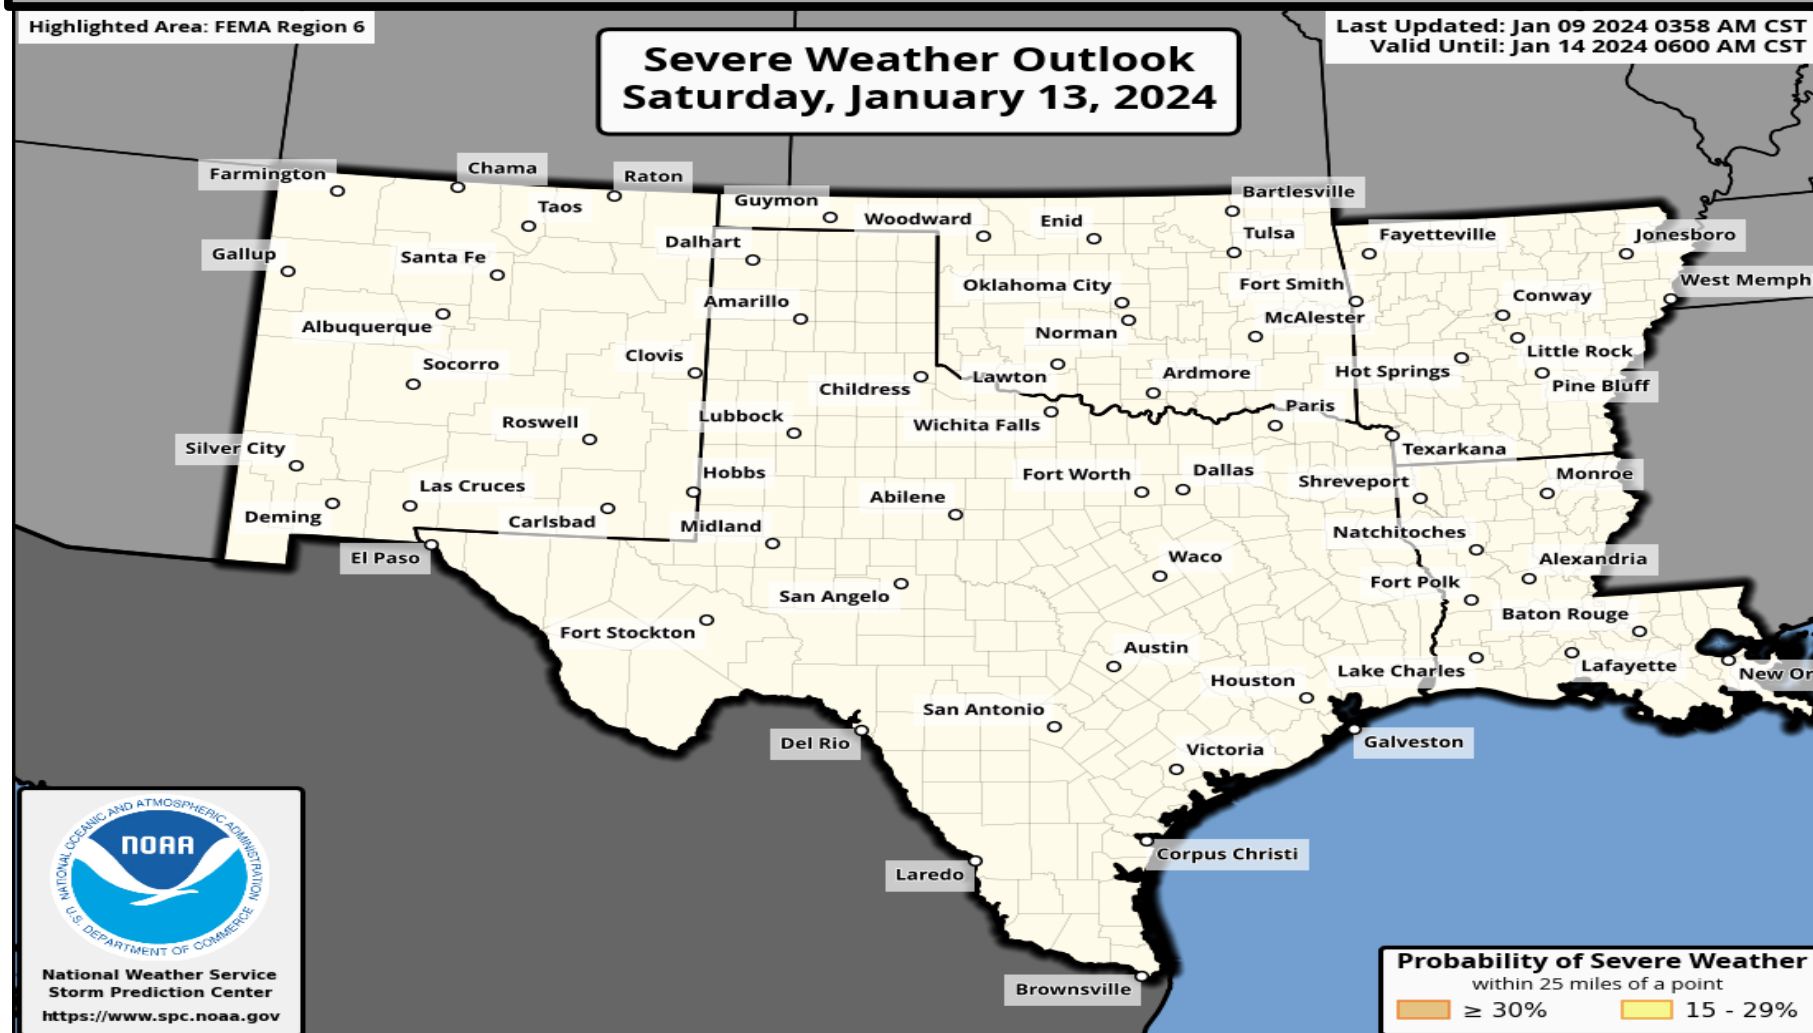 Highlighted Area: FEMA Region 6
Last Updated: Jan 09 2024 0358 AM CST
Valid Until: Jan 14 2024 0600 AM CST
Severe Weather Outlook
Saturday, January 13, 2024
Farmington
Chama
Raton
Taos
Guymon
Woodward
Enid
Bartlesville
Gallup
Santa Fe
Dalhart
Tulsa
Fayetteville
Jonesboro
Albuquerque
Amarillo
Oklahoma City
Fort Smith
Conway
West Memph
Norman
McAlester
Socorro
Clovis
Childress
Lawton
Ardmore
Hot Springs
Little Rock
Pine Bluff
Roswell
Lubbock
Wichita Falls
Paris
Texarkana
Silver City
Las Cruces
Hobbs
Abilene
Fort Worth
Dallas
Shreveport
Monroe
Deming
Carlsbad
Midland
Natchitoches
El Paso
San Angelo
Waco
Fort Polk
Alexandria
Fort Stockton
Austin
Baton Rouge
Houston
Lake Charles
Lafayette
New Or
Del Rio
San Antonio
Victoria
Galveston
Laredo
Corpus Christi
Brownsville
NATIONAL OCEANIC AND ATMOSPHERIC ADMINISTRATION
NOAA
U.S. DEPARTMENT OF COMMERCE
National Weather Service
Storm Prediction Center
https://www.spc.noaa.gov
Probability of Severe Weather
within 25 miles of a point
≥ 30%
15 - 29%